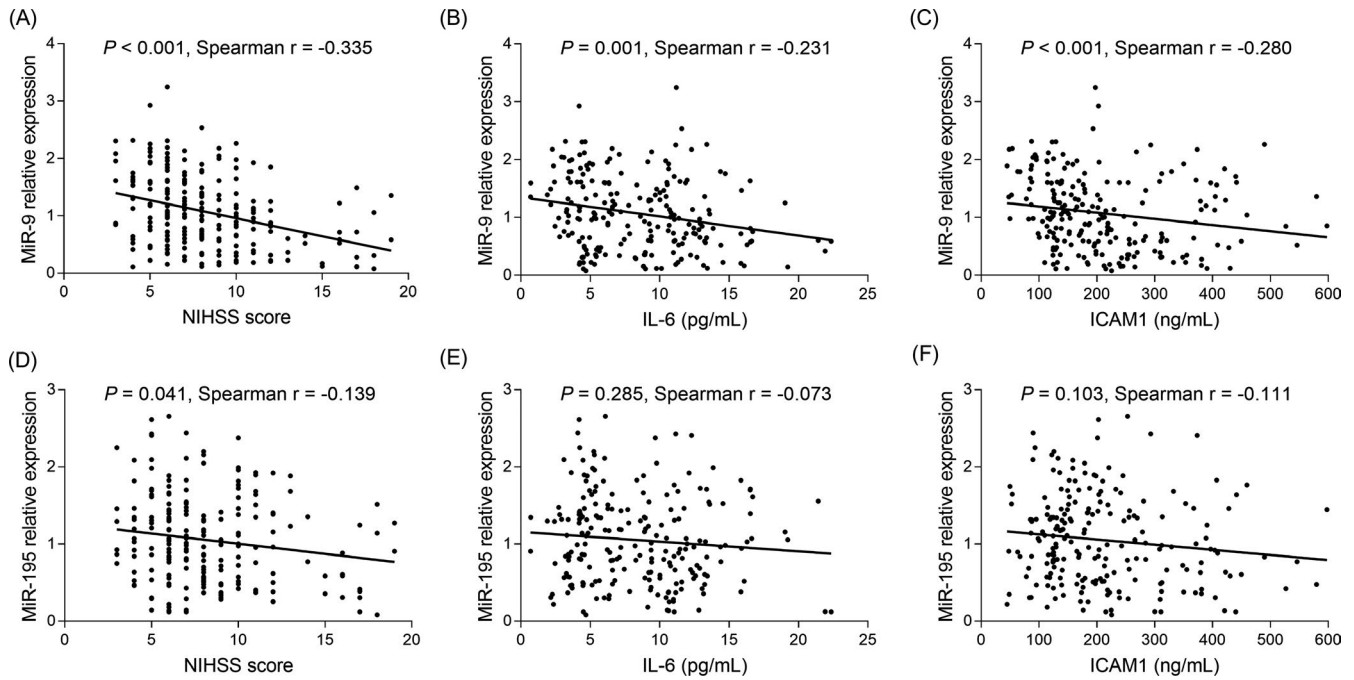 (A)
P < 0.001, Spearman r = -0.335
MiR-9 relative expression
4
3
2
1
0
0 5 10 15 20
NIHSS score
(B)
P = 0.001, Spearman r = -0.231
MiR-9 relative expression
4
3
2
1
0
0 5 10 15 20 25
IL-6 (pg/mL)
(C)
P < 0.001, Spearman r = -0.280
MiR-9 relative expression
4
3
2
1
0
0 100 200 300 400 500 600
ICAM1 (ng/mL)
(D)
P = 0.041, Spearman r = -0.139
MiR-195 relative expression
3
2
1
0
0 5 10 15 20
NIHSS score
(E)
P = 0.285, Spearman r = -0.073
MiR-195 relative expression
3
2
1
0
0 5 10 15 20 25
IL-6 (pg/mL)
(F)
P = 0.103, Spearman r = -0.111
MiR-195 relative expression
3
2
1
0
0 100 200 300 400 500 600
ICAM1 (ng/mL)